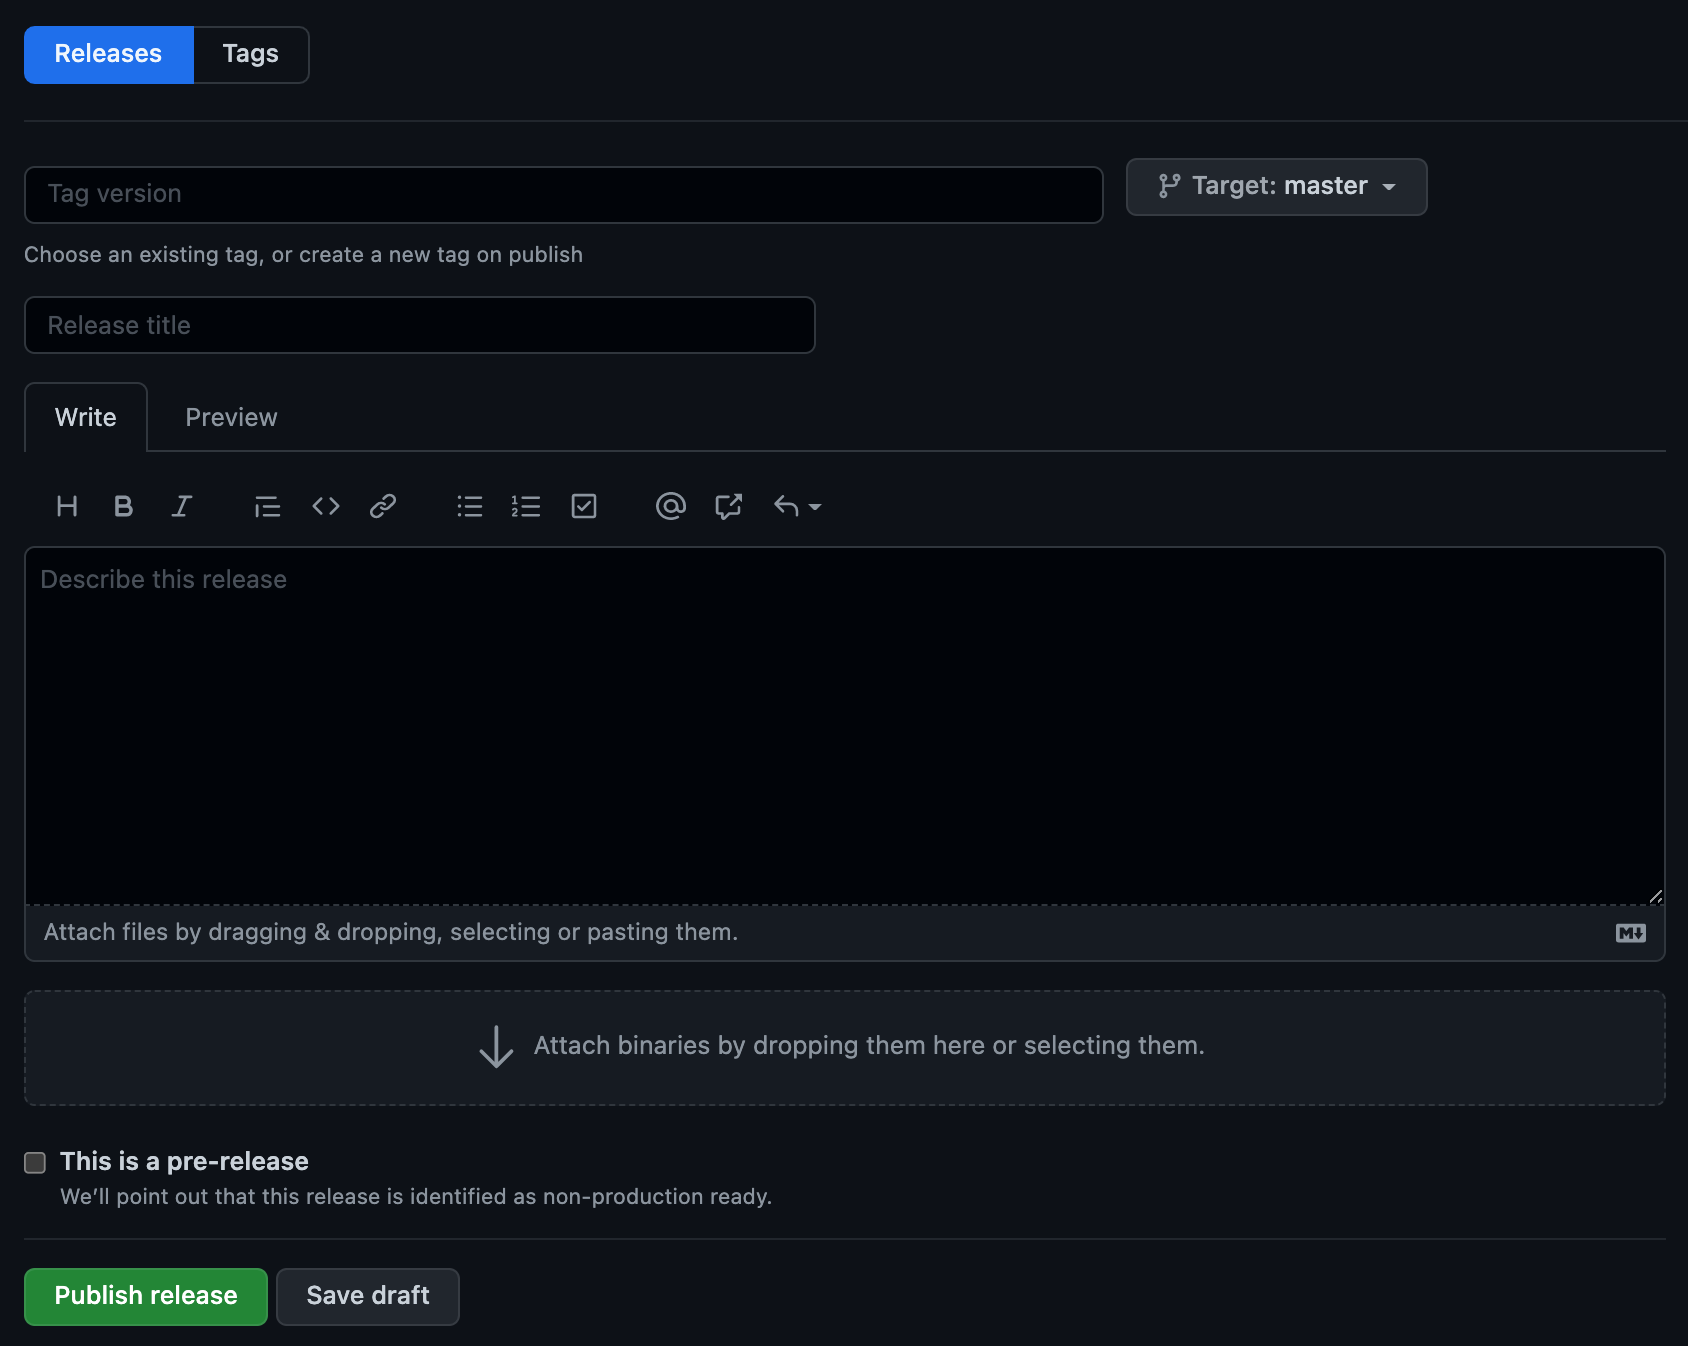 Releases Tags
Tag version
Target: master
Choose an existing tag, or create a new tag on publish
Release title
Write Preview
Describe this release
Attach files by dragging & dropping, selecting or pasting them.
Attach binaries by dropping them here or selecting them.
This is a pre-release
We’ll point out that this release is identified as non-production ready.
Publish release Save draft